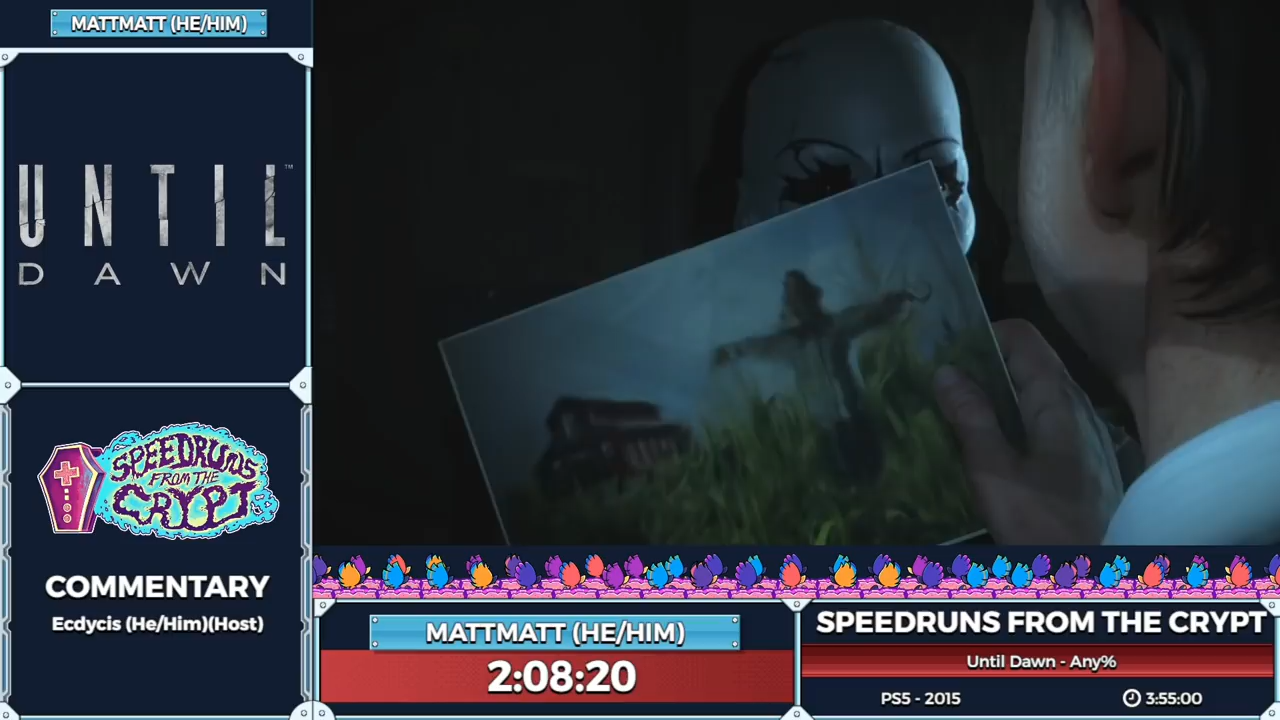 MATTMATT (HE/HIM)
UNTIL™
DAWN
SPEEDRUNS
FROM THE
CRYPT
COMMENTARY
Ecdycis (He/Him)(Host)
MATTMATT (HE/HIM)
2:08:20
SPEEDRUNS FROM THE CRYPT
Until Dawn - Any%
PS5 - 2015
3:55:00